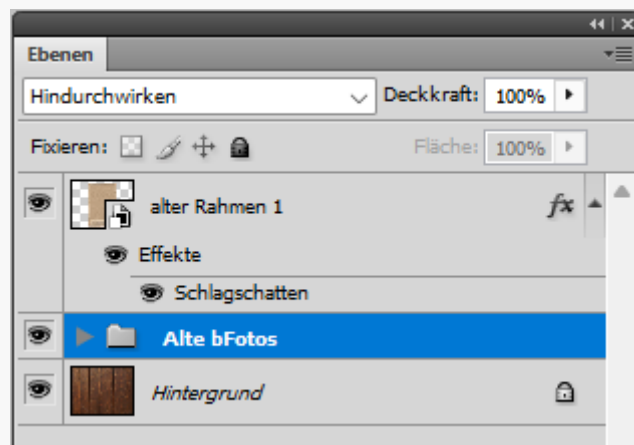 Ebenen
Hindurchwirken Deckkraft: 100%
Fixieren: Fläche: 100%
alter Rahmen 1 fx
Effekte
Schlagschatten
Alte bFotos
Hintergrund